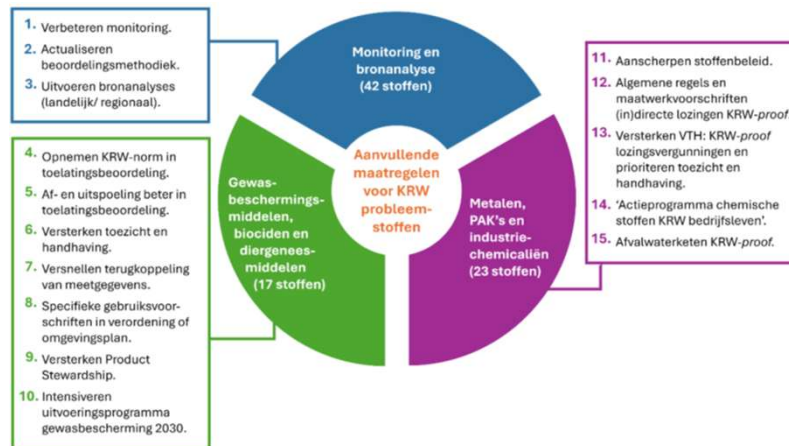 1. Verbeteren monitoring.
2. Actualiseren
beoordelingsmethodiek.
3. Uitvoeren bronanalyses
(landelijk/ regionaal).
Monitoring en
bronanalyse
(42 stoffen)
Aanvullende
maatregelen
voor KRW
probleem-
stoffen
Gewas-
beschermings-
middelen,
biociden en
diergenees-
middelen
(17 stoffen)
Metalen,
PAK's en
industrie-
chemicaliën
(23 stoffen)
4. Opnemen KRW-norm in
toelatingsbeoordeling.
5. Af- en uitspoeling beter in
toelatingsbeoordeling.
6. Versterken toezicht en
handhaving.
7. Versnellen terugkoppeling
van meetgegevens.
8. Specifieke gebruiksvoor-
schriften in verordening of
omgevingsplan.
9. Versterken Product
Stewardship.
10. Intensiveren
uitvoeringsprogramma
gewasbescherming 2030.
11. Aanscherpen stoffenbeleid.
12. Algemene regels en
maatwerkvoorschriften
(in)directe lozingen KRW-proof.
13. Versterken VTH: KRW-proof
lozingsvergunningen en
prioriteren toezicht en
handhaving.
14. 'Actieprogramma chemische
stoffen KRW bedrijfsleven'.
15. Afvalwaterketen KRW-proof.